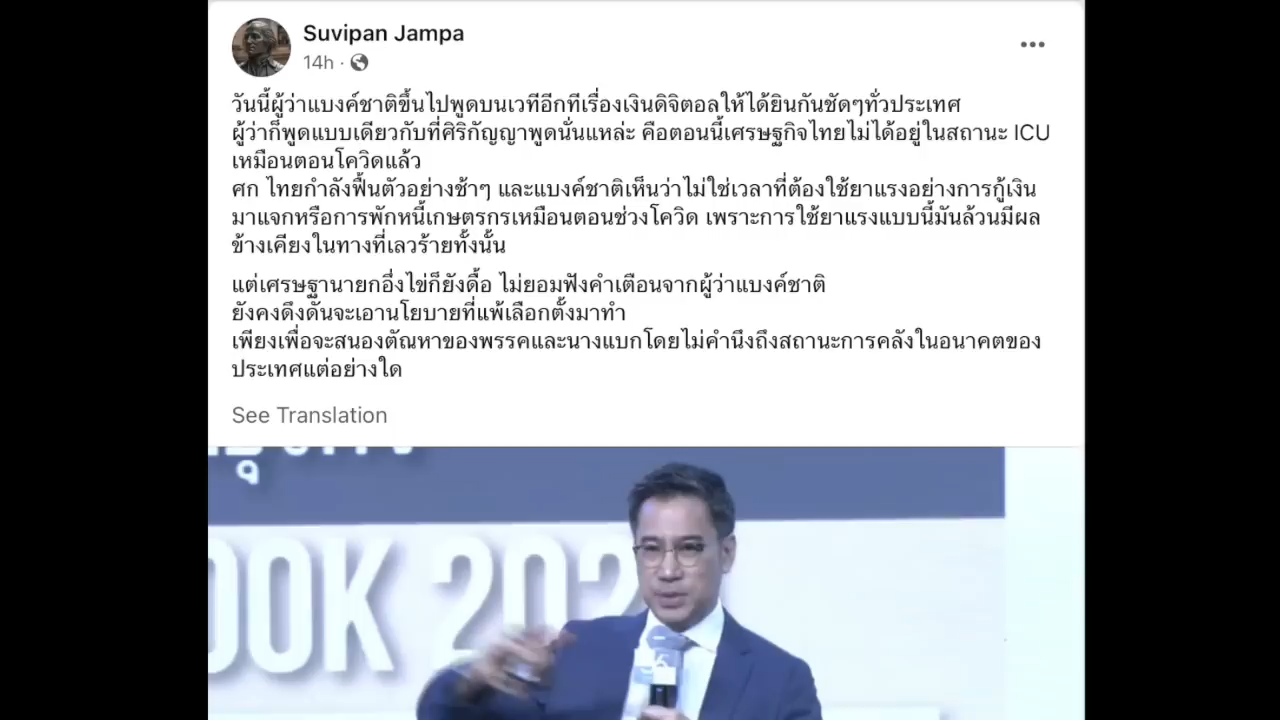 Suvipan Jampa
14h ·
วันนี้ผู้ว่าแบงค์ชาติขึ้นไปพูดบนเวทีอีกทีเรื่องเงินดิจิตอลให้ได้ยินกันชัดๆทั่วประเทศ
ผู้ว่าก็พูดแบบเดียวกับที่ศิริกัญญาพูดนั่นแหล่ะ คือตอนนี้เศรษฐกิจไทยไม่ได้อยู่ในสถานะ ICU
เหมือนตอนโควิดแล้ว
ศก ไทยกำลังฟื้นตัวอย่างช้าๆ และแบงค์ชาติเห็นว่าไม่ใช่เวลาที่ต้องใช้ยาแรงอย่างการกู้เงิน
มาแจกหรือการพักหนี้เกษตรกรเหมือนตอนช่วงโควิด เพราะการใช้ยาแรงแบบนี้มันล้วนมีผล
ข้างเคียงในทางที่เลวร้ายทั้งนั้น
แต่เศรษฐานายกอึ่งไข่ก็ยังดื้อ ไม่ยอมฟังคำเตือนจากผู้ว่าแบงค์ชาติ
ยังคงดึงดันจะเอานโยบายที่แพ้เลือกตั้งมาทำ
เพียงเพื่อจะสนองตัณหาของพรรคและนางแบกโดยไม่คำนึงถึงสถานะการคลังในอนาคตของ
ประเทศแต่อย่างใด
See Translation
OOK 202